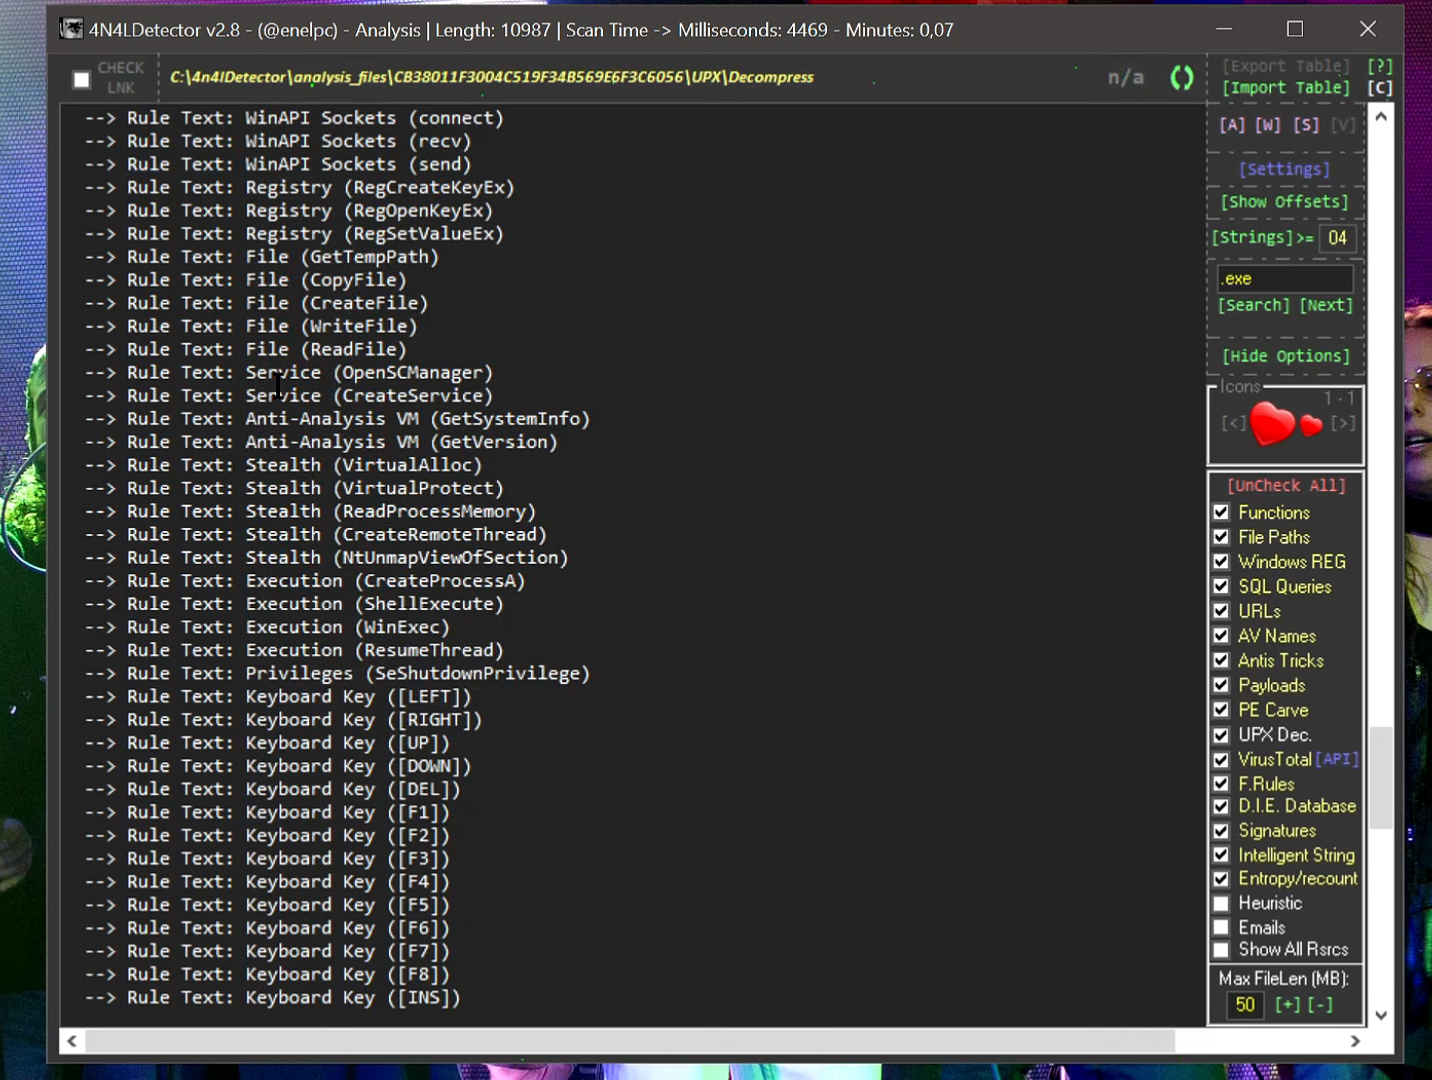 4N4LDetector v2.8 - (@enelpc) - Analysis | Length: 10987 | Scan Time -> Milliseconds: 4469 - Minutes: 0,07
CHECK
LNK
C:\4n4lDetector\analysis_files\CB38011F3004C519F34B569E6F3C6056\UPX\Decompress
n/a
--> Rule Text: WinAPI Sockets (connect)
--> Rule Text: WinAPI Sockets (recv)
--> Rule Text: WinAPI Sockets (send)
--> Rule Text: Registry (RegCreateKeyEx)
--> Rule Text: Registry (RegOpenKeyEx)
--> Rule Text: Registry (RegSetValueEx)
--> Rule Text: File (GetTempPath)
--> Rule Text: File (CopyFile)
--> Rule Text: File (CreateFile)
--> Rule Text: File (WriteFile)
--> Rule Text: File (ReadFile)
--> Rule Text: Service (OpenSCManager)
--> Rule Text: Service (CreateService)
--> Rule Text: Anti-Analysis VM (GetSystemInfo)
--> Rule Text: Anti-Analysis VM (GetVersion)
--> Rule Text: Stealth (VirtualAlloc)
--> Rule Text: Stealth (VirtualProtect)
--> Rule Text: Stealth (ReadProcessMemory)
--> Rule Text: Stealth (CreateRemoteThread)
--> Rule Text: Stealth (NtUnmapViewOfSection)
--> Rule Text: Execution (CreateProcessA)
--> Rule Text: Execution (ShellExecute)
--> Rule Text: Execution (WinExec)
--> Rule Text: Execution (ResumeThread)
--> Rule Text: Privileges (SeShutdownPrivilege)
--> Rule Text: Keyboard Key ([LEFT])
--> Rule Text: Keyboard Key ([RIGHT])
--> Rule Text: Keyboard Key ([UP])
--> Rule Text: Keyboard Key ([DOWN])
--> Rule Text: Keyboard Key ([DEL])
--> Rule Text: Keyboard Key ([F1])
--> Rule Text: Keyboard Key ([F2])
--> Rule Text: Keyboard Key ([F3])
--> Rule Text: Keyboard Key ([F4])
--> Rule Text: Keyboard Key ([F5])
--> Rule Text: Keyboard Key ([F6])
--> Rule Text: Keyboard Key ([F7])
--> Rule Text: Keyboard Key ([F8])
--> Rule Text: Keyboard Key ([INS])
[Export Table] [?]
[Import Table] [C]
[A] [W] [S] [V]
[Settings]
[Show Offsets]
[Strings]>= 04
.exe
[Search] [Next]
[Hide Options]
Icons
1 - 1
[<] [>]
[UnCheck All]
Functions
File Paths
Windows REG
SQL Queries
URLs
AV Names
Antis Tricks
Payloads
PE Carve
UPX Dec.
VirusTotal [API]
F.Rules
D.I.E. Database
Signatures
Intelligent String
Entropy/recount
Heuristic
Emails
Show All Rsrcs
Max FileLen (MB):
50 [+] [-]